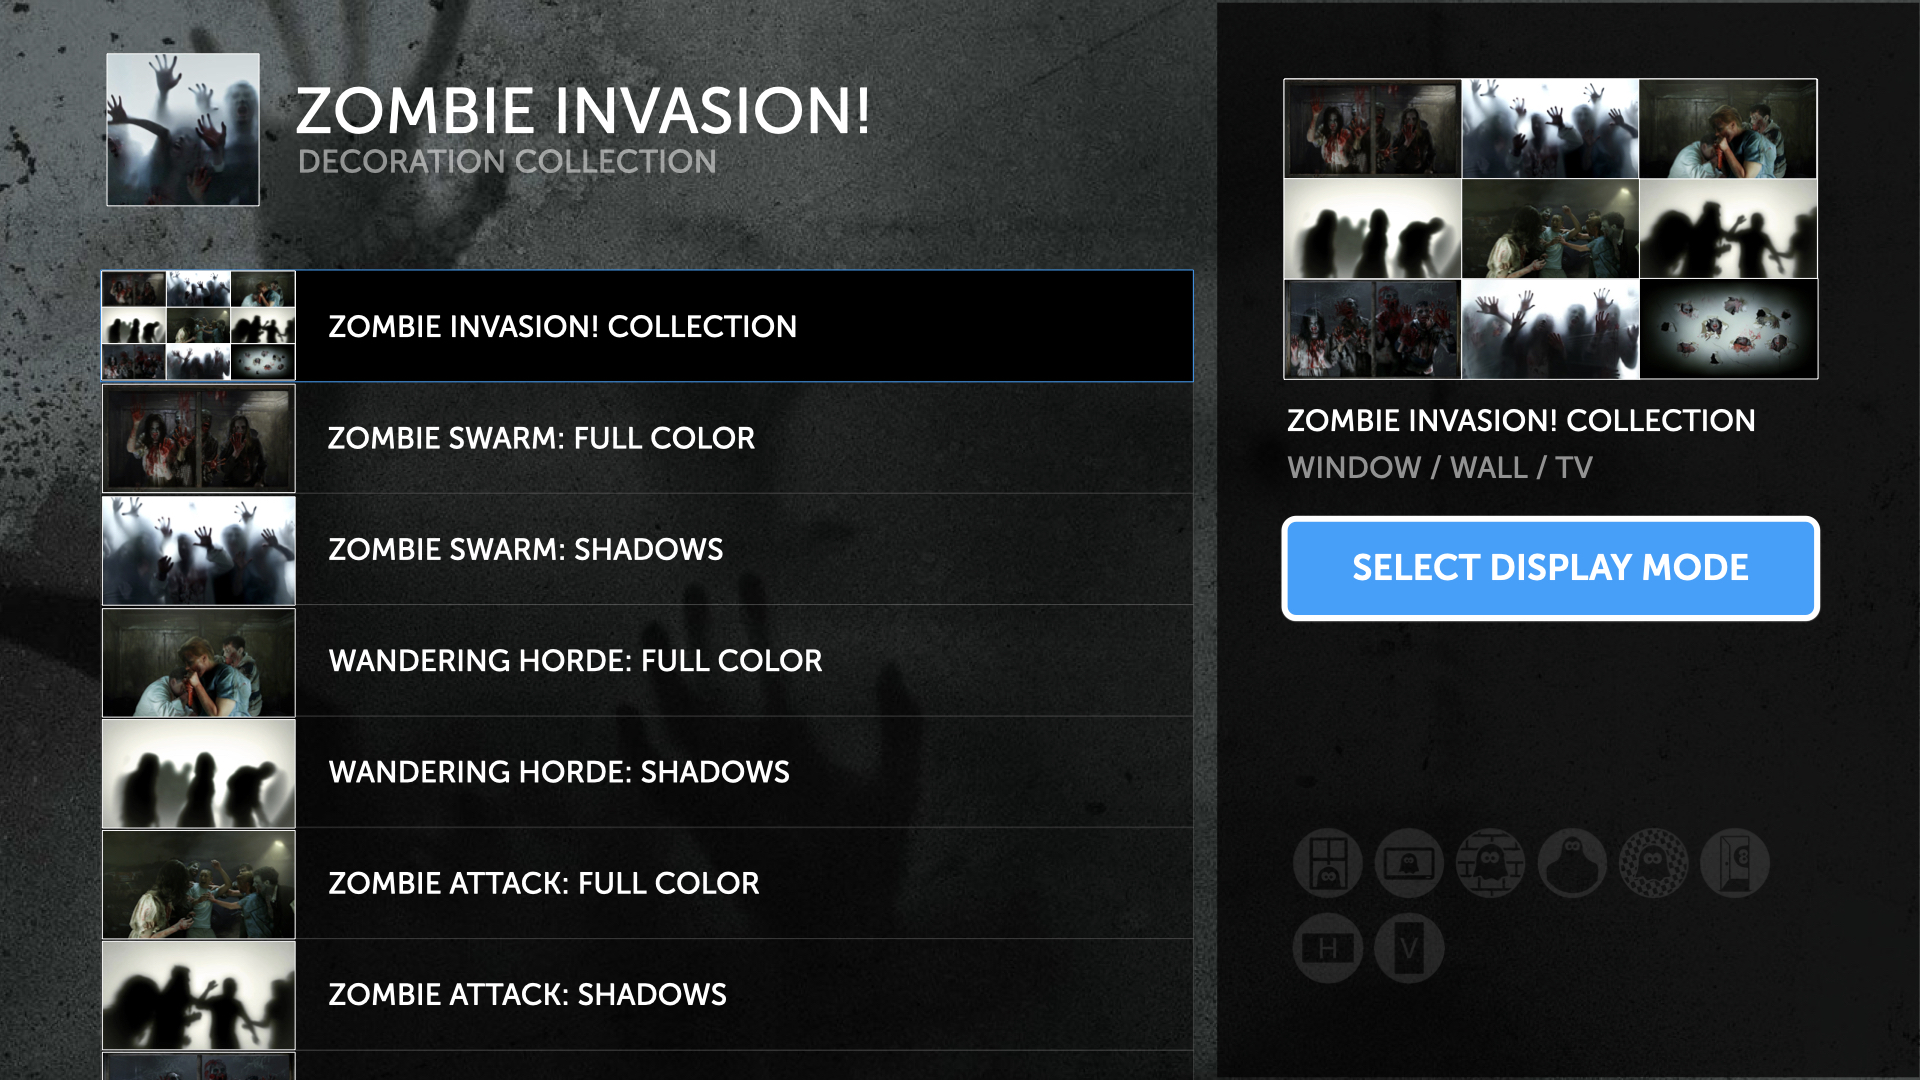 ZOMBIE INVASION!
DECORATION COLLECTION
ZOMBIE INVASION! COLLECTION
ZOMBIE SWARM: FULL COLOR
ZOMBIE SWARM: SHADOWS
WANDERING HORDE: FULL COLOR
WANDERING HORDE: SHADOWS
ZOMBIE ATTACK: FULL COLOR
ZOMBIE ATTACK: SHADOWS
ZOMBIE INVASION! COLLECTION
WINDOW / WALL / TV
SELECT DISPLAY MODE
H V